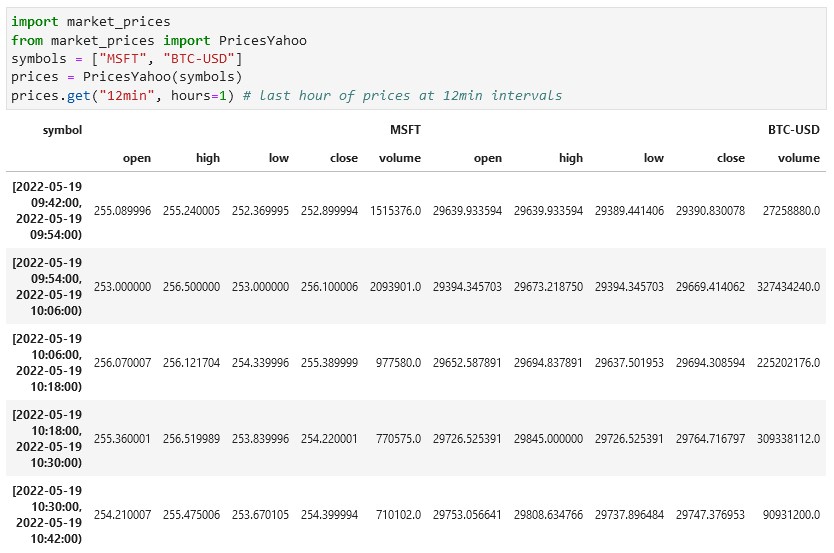 import market_prices
from market_prices import PricesYahoo
symbols = ["MSFT", "BTC-USD"]
prices = PricesYahoo(symbols)
prices.get("12min", hours=1) # last hour of prices at 12min intervals
symbol MSFT BTC-USD
open high low close volume open high low close volume
[2022-05-19
09:42:00,
2022-05-19
09:54:00) 255.089996 255.240005 252.369995 252.899994 1515376.0 29639.933594 29639.933594 29389.441406 29390.830078 27258880.0
[2022-05-19
09:54:00,
2022-05-19
10:06:00) 253.000000 256.500000 253.000000 256.100006 2093901.0 29394.345703 29673.218750 29394.345703 29669.414062 327434240.0
[2022-05-19
10:06:00,
2022-05-19
10:18:00) 256.070007 256.121704 254.339996 255.389999 977580.0 29652.587891 29694.837891 29637.501953 29694.308594 225202176.0
[2022-05-19
10:18:00,
2022-05-19
10:30:00) 255.360001 256.519989 253.839996 254.220001 770575.0 29726.525391 29845.000000 29726.525391 29764.716797 309338112.0
[2022-05-19
10:30:00,
2022-05-19
10:42:00) 254.210007 255.475006 253.670105 254.399994 710102.0 29753.056641 29808.634766 29737.896484 29747.376953 90931200.0